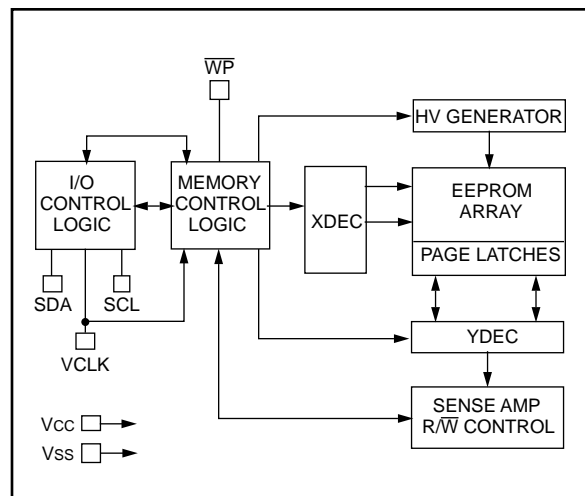 W̅P̅
HV GENERATOR
I/O
CONTROL
LOGIC
MEMORY
CONTROL
LOGIC
XDEC
EEPROM
ARRAY
PAGE LATCHES
SDA
SCL
VCLK
YDEC
SENSE AMP
R/W̅ CONTROL
Vcc
Vss